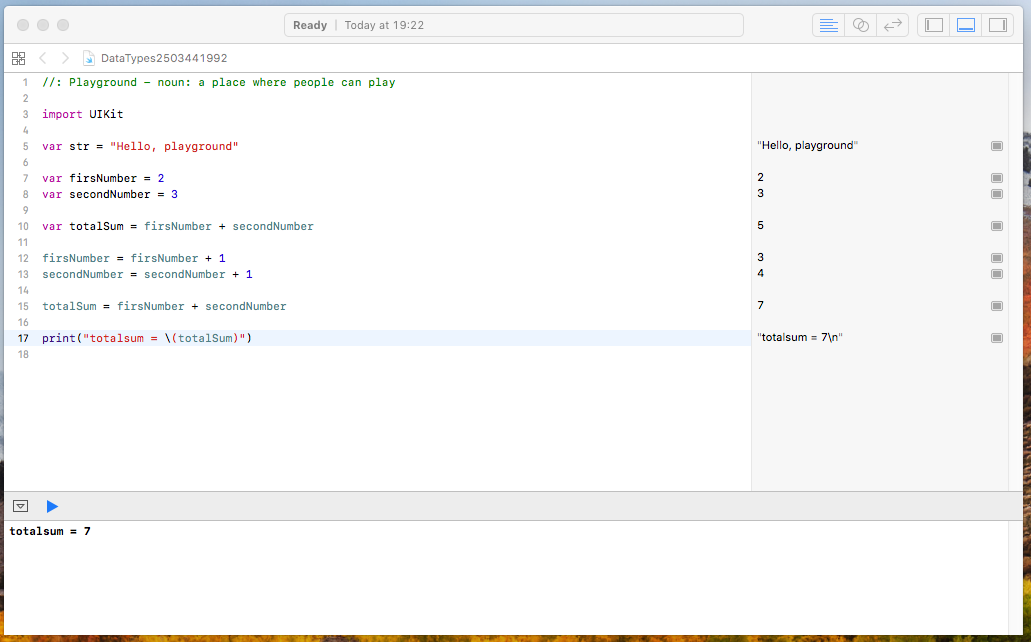 Ready | Today at 19:22
DataTypes2503441992
1 //: Playground - noun: a place where people can play
2
3 import UIKit
4
5 var str = "Hello, playground" "Hello, playground"
6
7 var firsNumber = 2 2
8 var secondNumber = 3 3
9
10 var totalSum = firsNumber + secondNumber 5
11
12 firsNumber = firsNumber + 1 3
13 secondNumber = secondNumber + 1 4
14
15 totalSum = firsNumber + secondNumber 7
16
17 print("totalsum = \(totalSum)") "totalsum = 7\n"
18
totalsum = 7